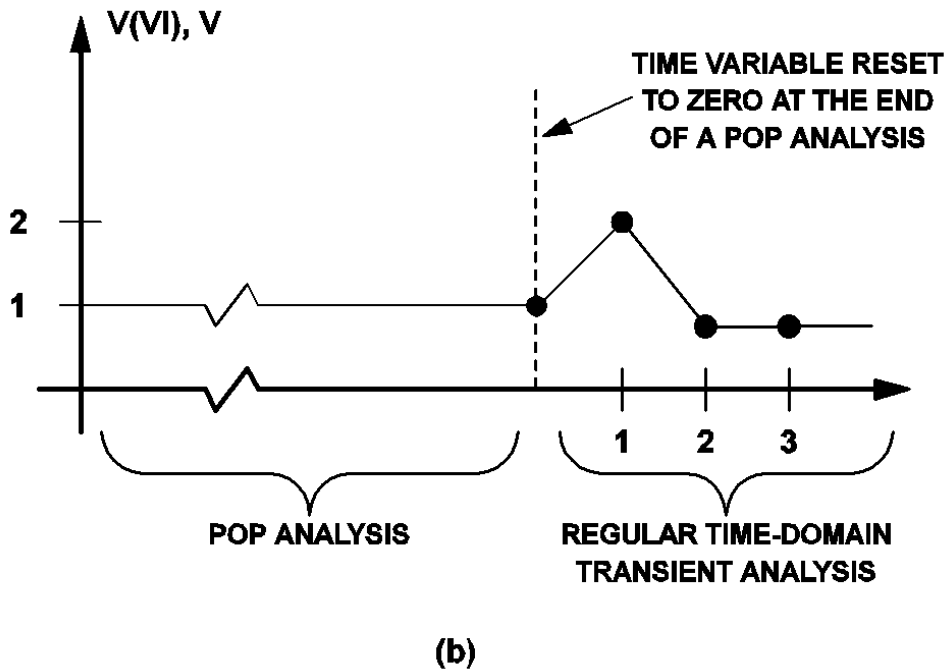 V(VI), V
TIME VARIABLE RESET
TO ZERO AT THE END
OF A POP ANALYSIS
2
1
1 2 3
POP ANALYSIS
REGULAR TIME-DOMAIN
TRANSIENT ANALYSIS
(b)